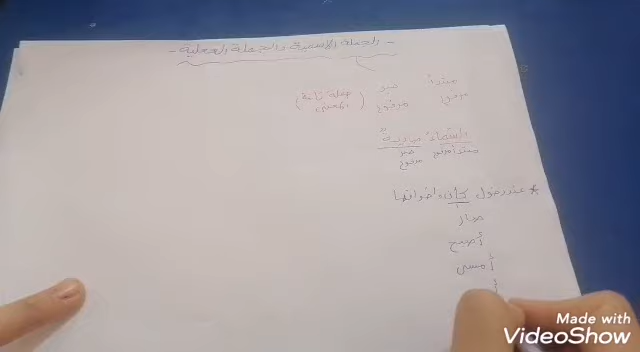 - الجملة الاسمية والجملة الفعلية -
مبتدأ خبر
مرفوع مرفوع (جملة تامة المعنى)
السماءُ
مبتدأ مرفوع خبر مرفوع
* عند دخول كان وأخواتها
صار
أصبح
أمسى
أ
Made with
VideoShow